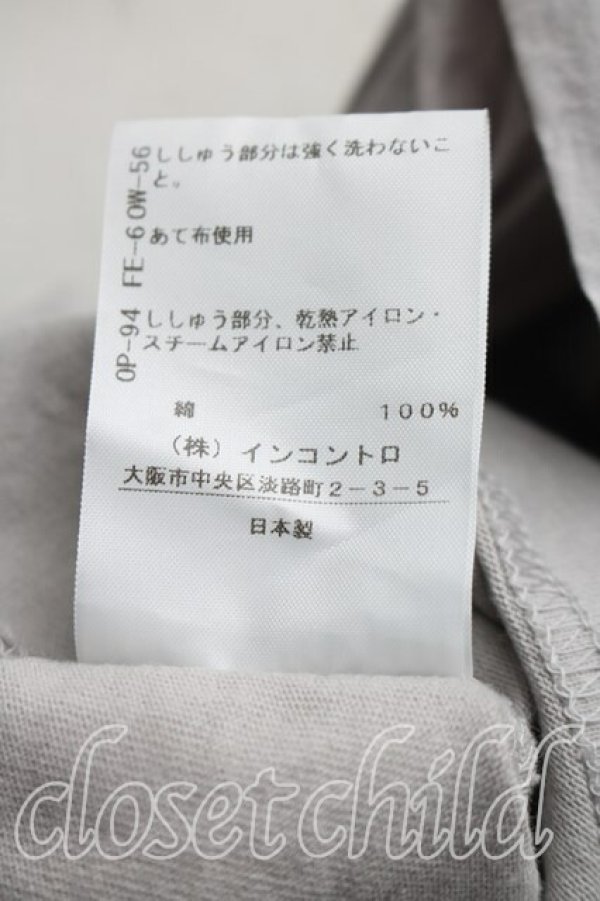 ししゅう部分は強く洗わないこ
と。
あて布使用
ししゅう部分、乾熱アイロン・
スチームアイロン禁止
綿 100%
（株）インコントロ
大阪市中央区淡路町2－3－5
日本製
OP-94 FE-6 OW-56
closetchild